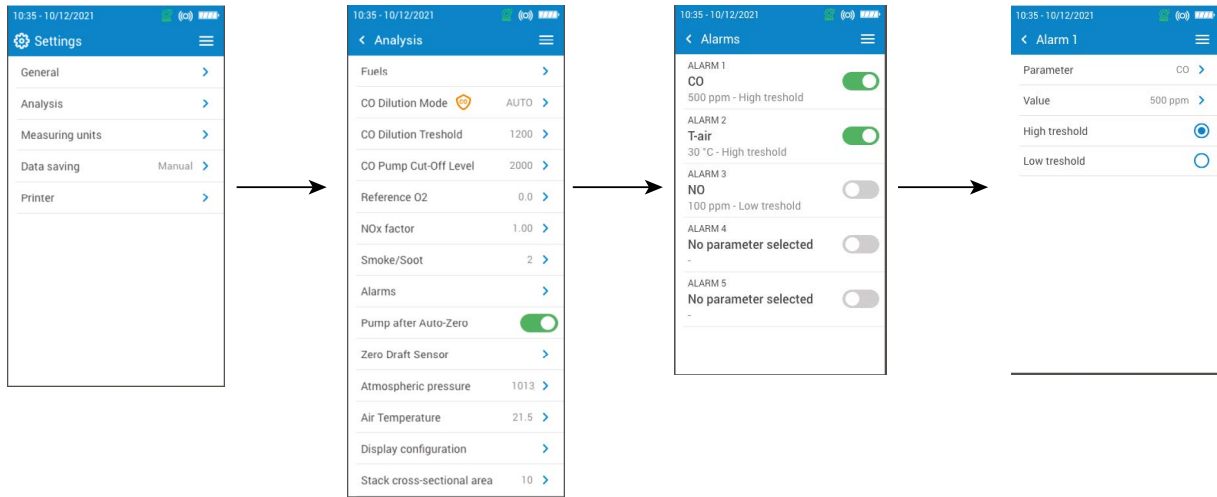 10:35 - 10/12/2021
Settings
General
Analysis
Measuring units
Data saving Manual
Printer
10:35 - 10/12/2021
Analysis
Fuels
CO Dilution Mode CO AUTO
CO Dilution Treshold 1200
CO Pump Cut-Off Level 2000
Reference O2 0.0
NOx factor 1.00
Smoke/Soot 2
Alarms
Pump after Auto-Zero
Zero Draft Sensor
Atmospheric pressure 1013
Air Temperature 21.5
Display configuration
Stack cross-sectional area 10
10:35 - 10/12/2021
Alarms
ALARM 1
CO
500 ppm - High treshold
ALARM 2
T-air
30 °C - High treshold
ALARM 3
NO
100 ppm - Low treshold
ALARM 4
No parameter selected
-
ALARM 5
No parameter selected
-
10:35 - 10/12/2021
Alarm 1
Parameter CO
Value 500 ppm
High treshold
Low treshold